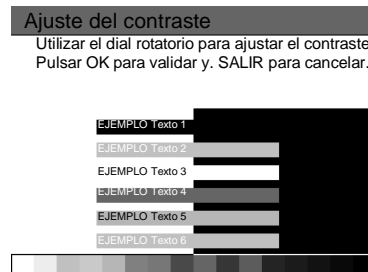 Ajuste del contraste
Utilizar el dial rotatorio para ajustar el contraste
Pulsar OK para validar y. SALIR para cancelar.
EJEMPLO Texto 1
EJEMPLO Texto 2
EJEMPLO Texto 3
EJEMPLO Texto 4
EJEMPLO Texto 5
EJEMPLO Texto 6